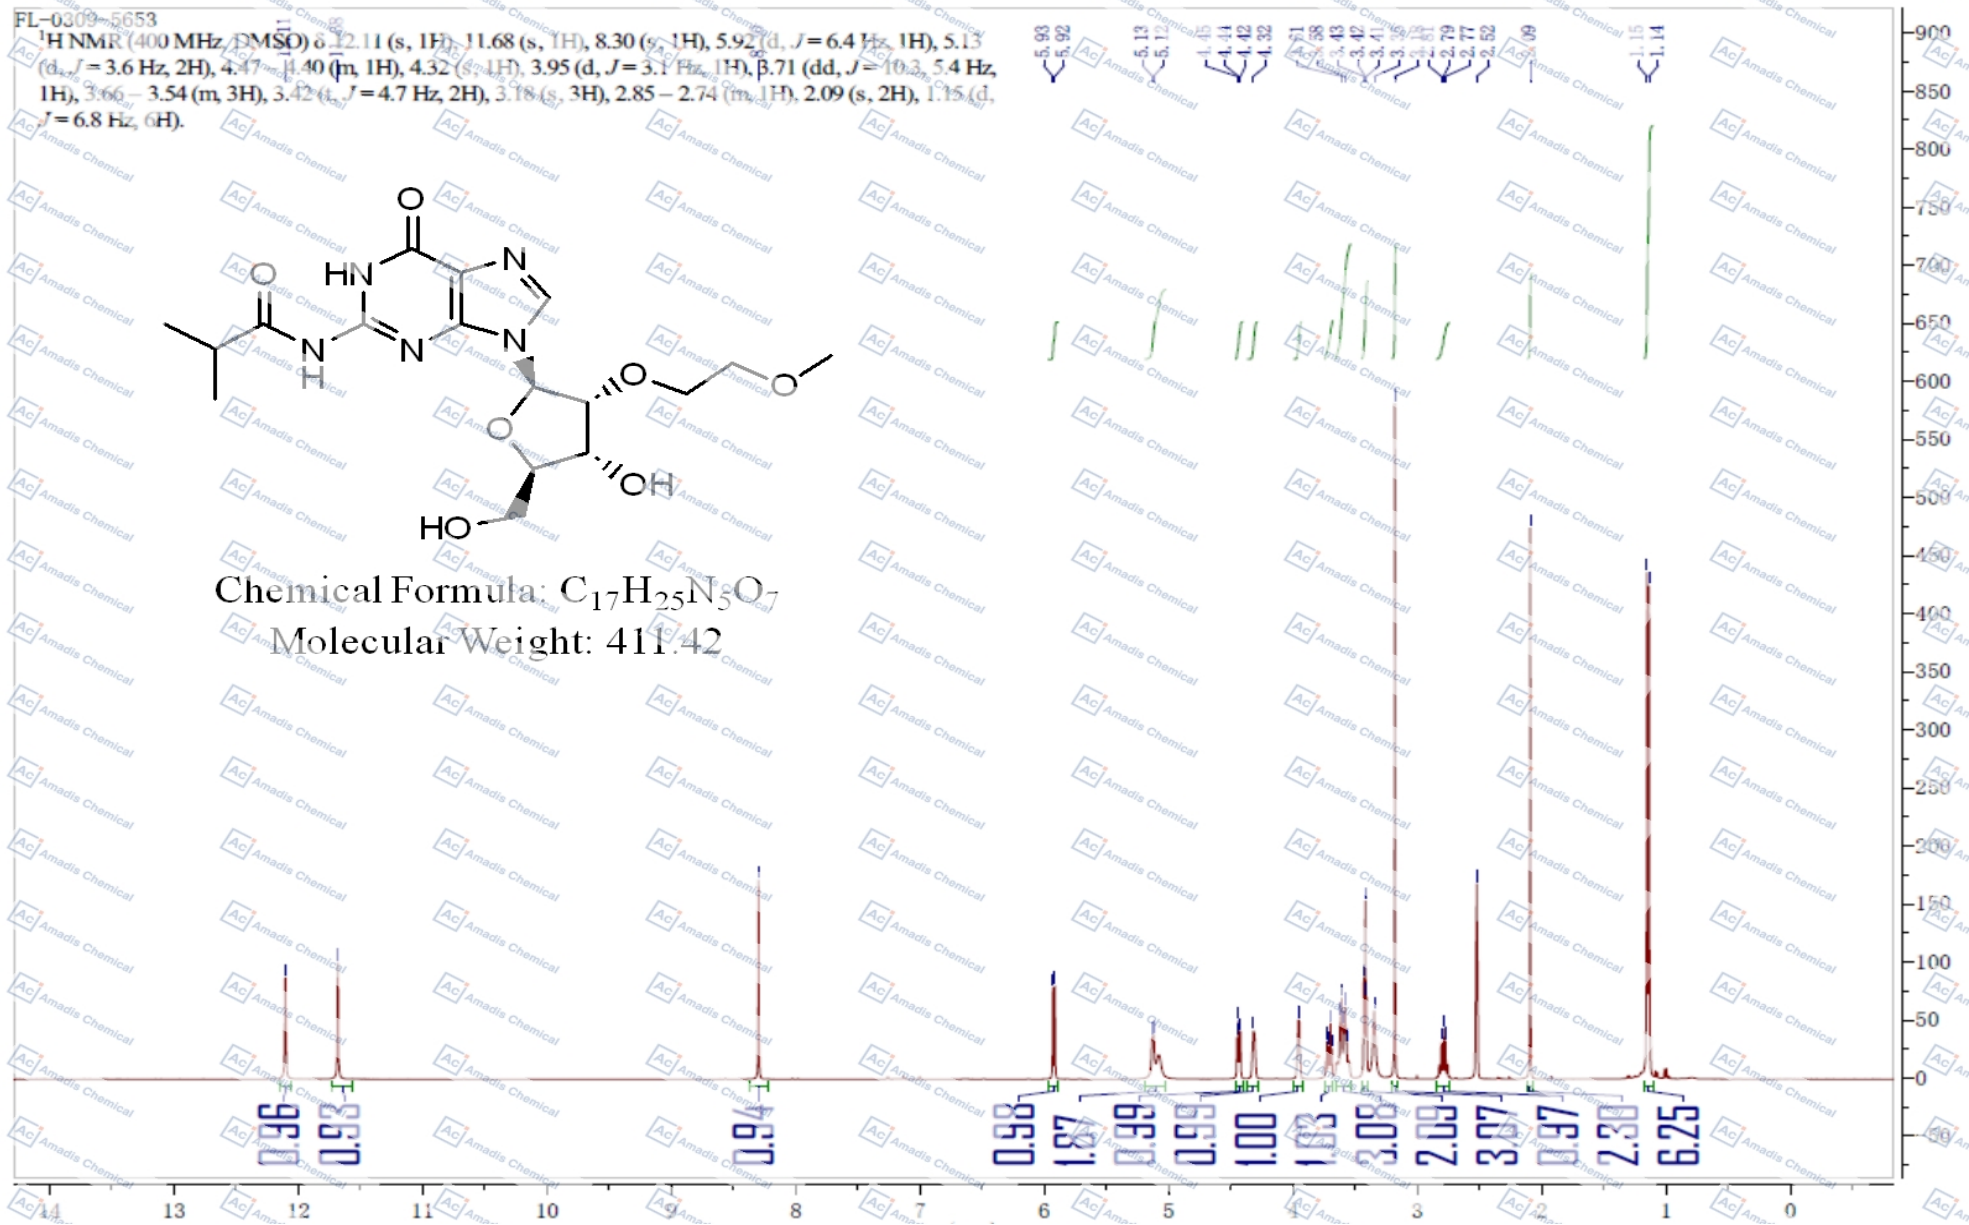 FL-0309-5653
¹H NMR (400 MHz, DMSO) δ 12.11 (s, 1H), 11.68 (s, 1H), 8.30 (s, 1H), 5.92 (d, J = 6.4 Hz, 1H), 5.13
(d, J = 3.6 Hz, 2H), 4.47 – 4.40 (m, 1H), 4.32 (s, 1H), 3.95 (d, J = 3.1 Hz, 1H), 3.71 (dd, J = 10.3, 5.4 Hz,
1H), 3.66 – 3.54 (m, 3H), 3.42 (t, J = 4.7 Hz, 2H), 3.18 (s, 3H), 2.85 – 2.74 (m, 1H), 2.09 (s, 2H), 1.15 (d,
J = 6.8 Hz, 6H).
5.93
5.92
5.13
5.12
4.44
4.42
4.32
3.43
3.42
3.41
2.79
2.77
2.52
2.09
1.15
1.14
O
O
HN
N
N
H
N
N
O
O
O
OH
HO
Chemical Formula: C₁₇H₂₅N₅O₇
Molecular Weight: 411.42
900
850
800
750
700
650
600
550
500
450
400
350
300
250
200
150
100
50
0
-50
0.96
0.93
0.94
0.98
1.87
0.99
0.99
1.00
1.03
3.08
2.09
3.07
0.97
2.30
6.25
14 13 12 11 10 9 8 7 6 5 4 3 2 1 0
Ac Amadis Chemical